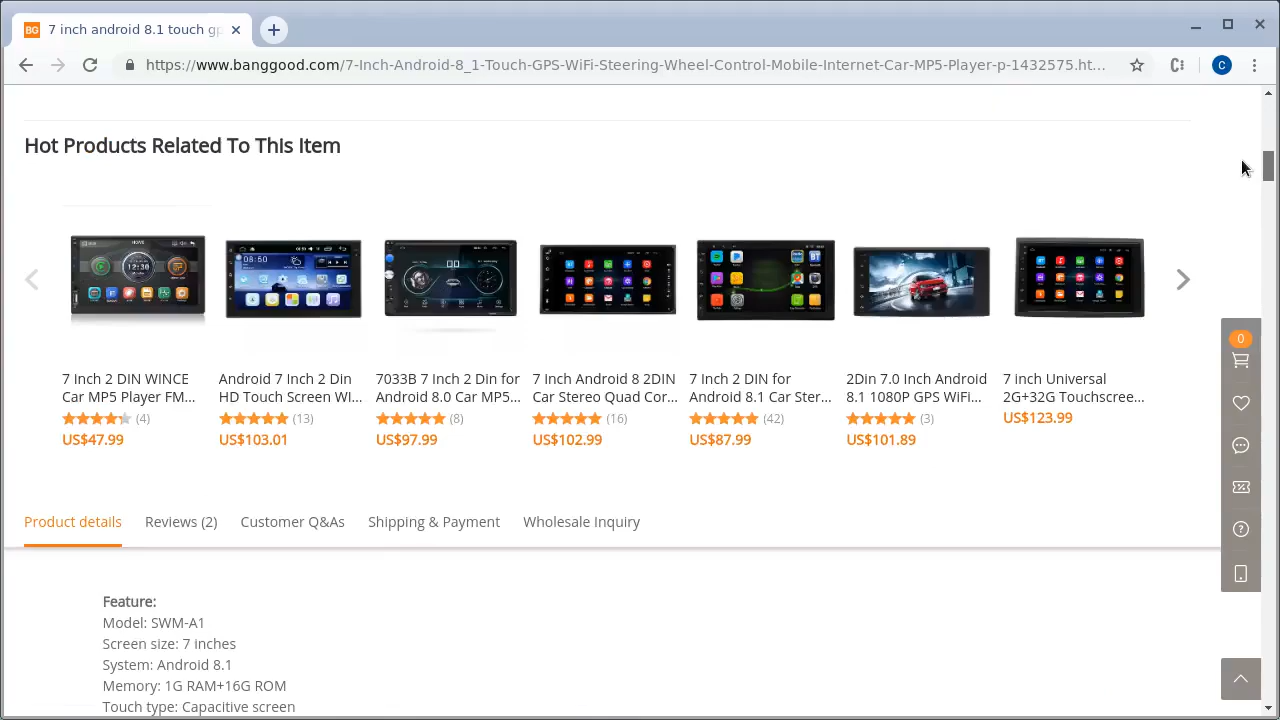 BG 7 inch android 8.1 touch gp
https://www.banggood.com/7-Inch-Android-8_1-Touch-GPS-WiFi-Steering-Wheel-Control-Mobile-Internet-Car-MP5-Player-p-1432575.ht...
C
Hot Products Related To This Item
7 Inch 2 DIN WINCE
Car MP5 Player FM...
(4)
US$47.99
Android 7 Inch 2 Din
HD Touch Screen WI...
(13)
US$103.01
7033B 7 Inch 2 Din for
Android 8.0 Car MP5...
(8)
US$97.99
7 Inch Android 8 2DIN
Car Stereo Quad Cor...
(16)
US$102.99
7 Inch 2 DIN for
Android 8.1 Car Ster...
(42)
US$87.99
2Din 7.0 Inch Android
8.1 1080P GPS WIFI...
(3)
US$101.89
7 inch Universal
2G+32G Touchscree...
US$123.99
0
Product details
Reviews (2)
Customer Q&As
Shipping & Payment
Wholesale Inquiry
Feature:
Model: SWM-A1
Screen size: 7 inches
System: Android 8.1
Memory: 1G RAM+16G ROM
Touch type: Capacitive screen